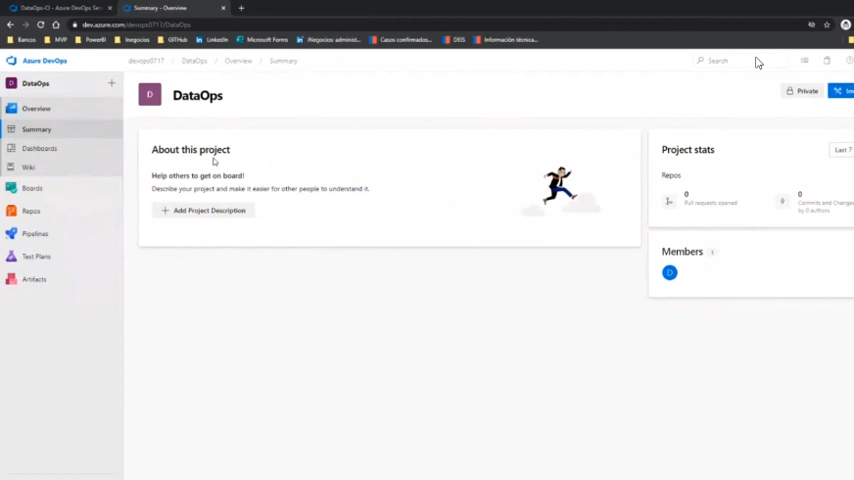 DataOps-CI - Azure DevOps Serv
Summary - Overview
dev.azure.com/devops0717/DataOps
Bancos
MVP
PowerBI
Inegocios
GitHub
LinkedIn
Microsoft Forms
iNegocios: administ...
Casos confirmados...
DEIS
Información técnica...
Azure DevOps
devops0717 / DataOps / Overview / Summary
Search
D DataOps
Overview
Summary
Dashboards
Wiki
Boards
Repos
Pipelines
Test Plans
Artifacts
D DataOps
Private
About this project
Help others to get on board!
Describe your project and make it easier for other people to understand it.
+ Add Project Description
Project stats
Last 7
Repos
0
Pull requests opened
0
Commits and Changes
by 0 authors
Members 1
D